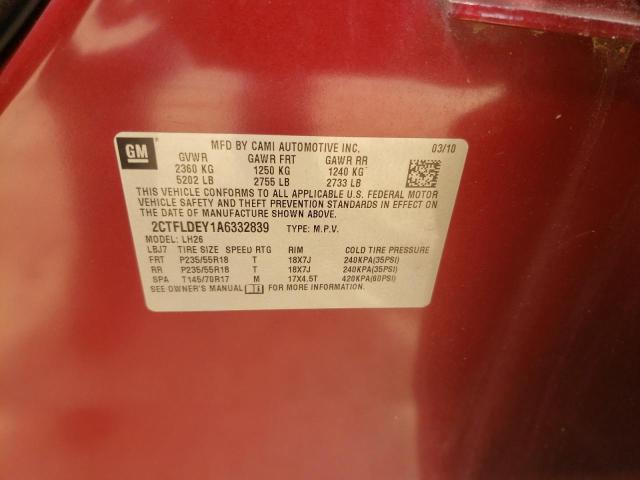 GM
MFD BY CAMI AUTOMOTIVE INC. 03/10
GVWR GAWR FRT GAWR RR
2360 KG 1250 KG 1240 KG
5202 LB 2755 LB 2733 LB
THIS VEHICLE CONFORMS TO ALL APPLICABLE U.S. FEDERAL MOTOR
VEHICLE SAFETY AND THEFT PREVENTION STANDARDS IN EFFECT ON
THE DATE OF MANUFACTURE SHOWN ABOVE.
2CTFLDEY1A6332839 TYPE: M.P.V.
MODEL: LH26
LBJ7 TIRE SIZE SPEED RTG RIM COLD TIRE PRESSURE
FRT P235/55R18 T 18X7J 240KPA(35PSI)
RR P235/55R18 T 18X7J 240KPA(35PSI)
SPA T145/70R17 M 17X4.5T 420KPA(60PSI)
SEE OWNER'S MANUAL FOR MORE INFORMATION.